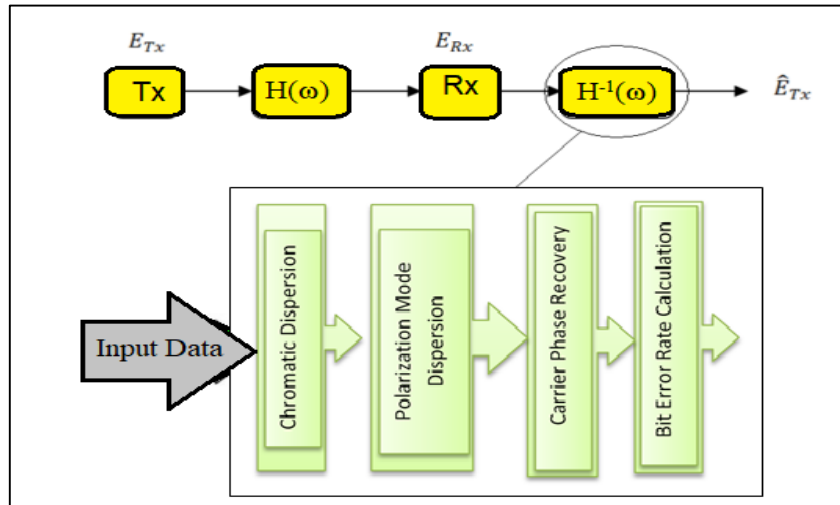 E_Tx
E_Rx
Tx
H(ω)
Rx
H⁻¹(ω)
Ê_Tx
Input Data
Chromatic Dispersion
Polarization Mode
Dispersion
Carrier Phase Recovery
Bit Error Rate Calculation